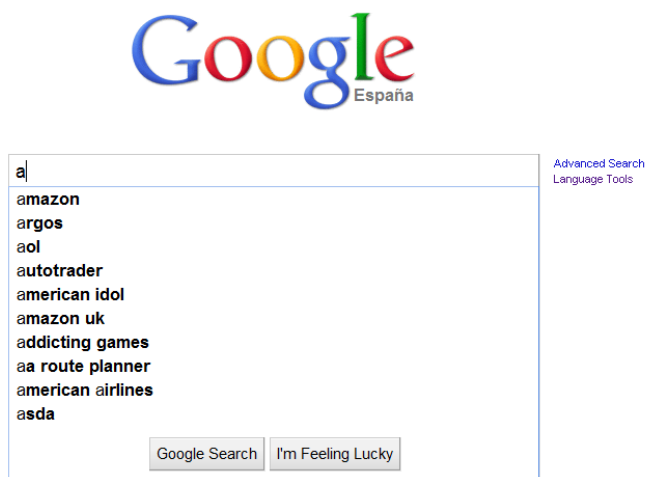 Google
España
a
Advanced Search
Language Tools
amazon
argos
aol
autotrader
american idol
amazon uk
addicting games
aa route planner
american airlines
asda
Google Search
I'm Feeling Lucky